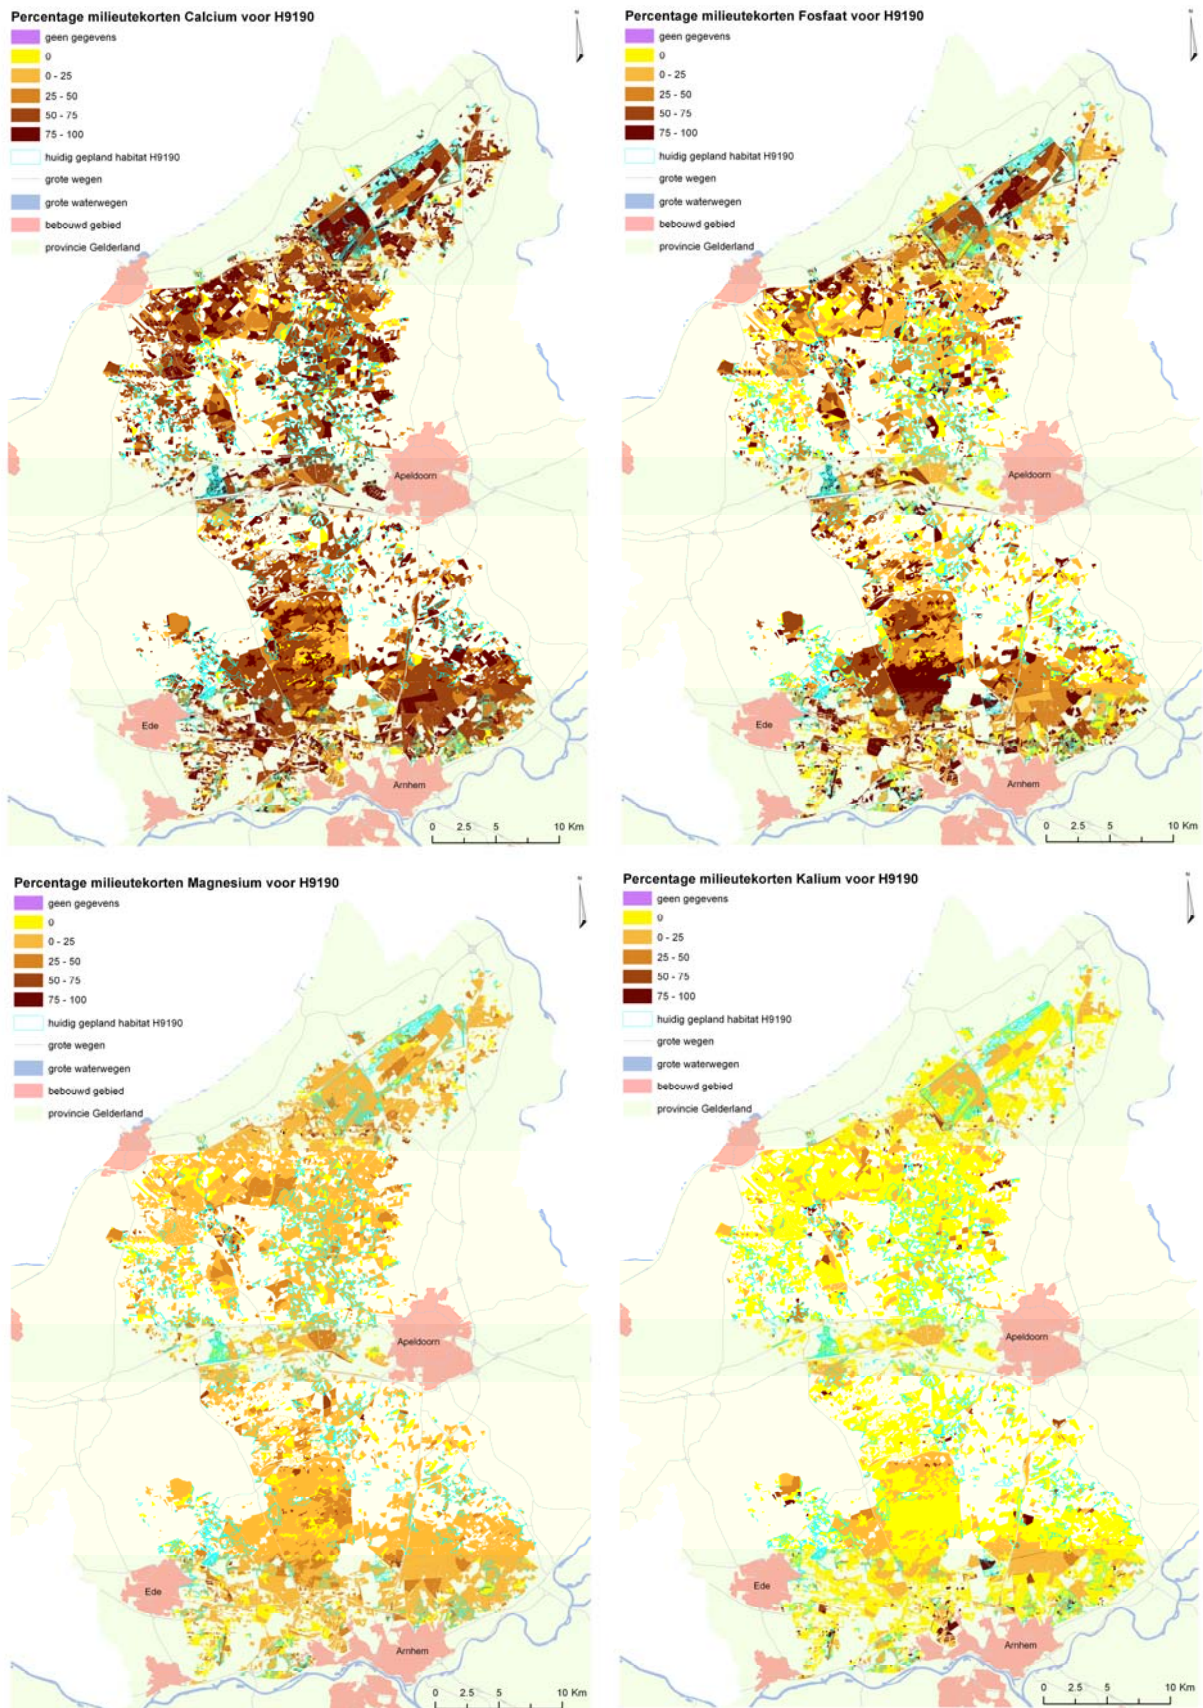 Percentage milieutekorten Calcium voor H9190
geen gegevens
0
0 - 25
25 - 50
50 - 75
75 - 100
huidig gepland habitat H9190
grote wegen
grote waterwegen
bebouwd gebied
provincie Gelderland
N
Apeldoorn
Ede
Arnhem
0 2.5 5 10 Km
Percentage milieutekorten Fosfaat voor H9190
geen gegevens
0
0 - 25
25 - 50
50 - 75
75 - 100
huidig gepland habitat H9190
grote wegen
grote waterwegen
bebouwd gebied
provincie Gelderland
N
Apeldoorn
Ede
Arnhem
0 2.5 5 10 Km
Percentage milieutekorten Magnesium voor H9190
geen gegevens
0
0 - 25
25 - 50
50 - 75
75 - 100
huidig gepland habitat H9190
grote wegen
grote waterwegen
bebouwd gebied
provincie Gelderland
N
Apeldoorn
Ede
Arnhem
0 2.5 5 10 Km
Percentage milieutekorten Kalium voor H9190
geen gegevens
0
0 - 25
25 - 50
50 - 75
75 - 100
huidig gepland habitat H9190
grote wegen
grote waterwegen
bebouwd gebied
provincie Gelderland
N
Apeldoorn
Ede
Arnhem
0 2.5 5 10 Km